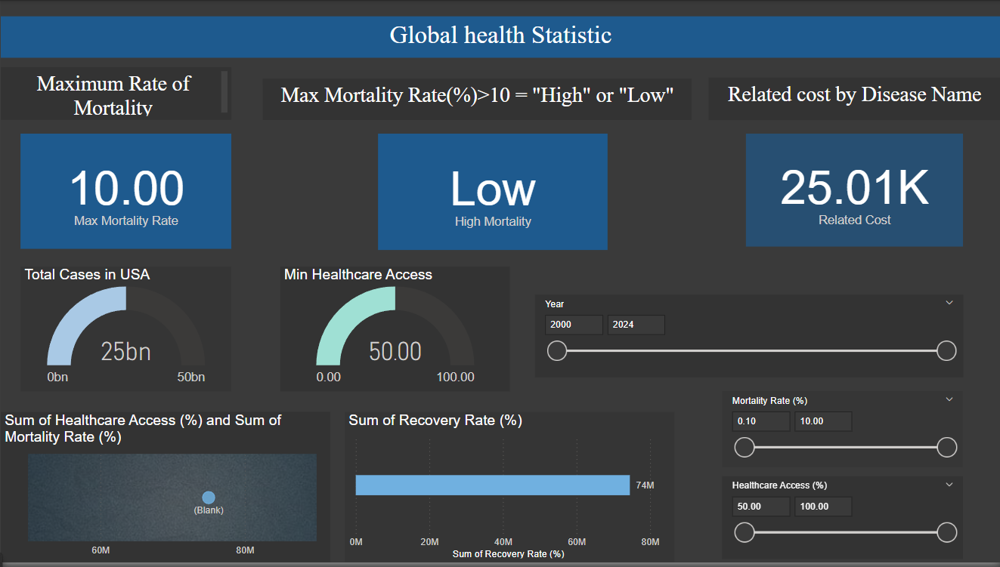 Global health Statistic
Maximum Rate of
Mortality
Max Mortality Rate(%)>10 = "High" or "Low"
Related cost by Disease Name
10.00
Max Mortality Rate
Low
High Mortality
25.01K
Related Cost
Total Cases in USA
25bn
0bn
50bn
Min Healthcare Access
50.00
0.00
100.00
Year
2000
2024
Mortality Rate (%)
0.10
10.00
Healthcare Access (%)
50.00
100.00
Sum of Healthcare Access (%) and Sum of
Mortality Rate (%)
(Blank)
60M
80M
Sum of Recovery Rate (%)
74M
0M
20M
40M
60M
80M
Sum of Recovery Rate (%)